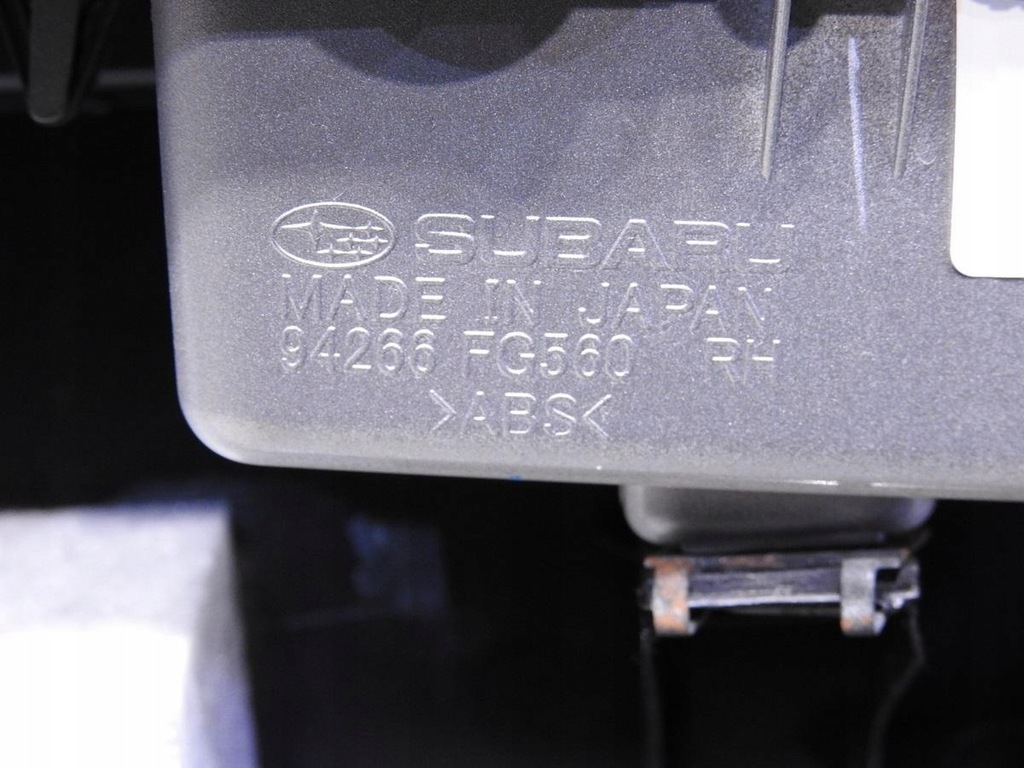 SUBARU
MADE IN JAPAN
94266 FG560 RH
>ABS<